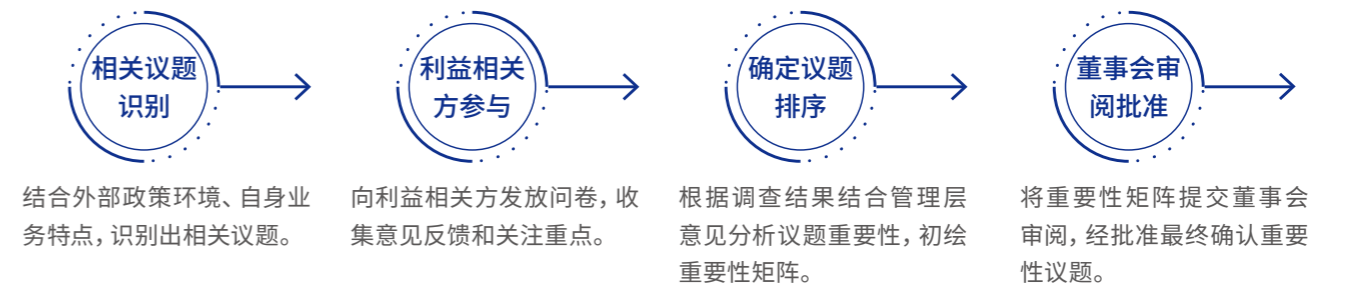 相关议题
识别
结合外部政策环境、自身业
务特点，识别出相关议题。
利益相关
方参与
向利益相关方发放问卷，收
集意见反馈和关注重点。
确定议题
排序
根据调查结果结合管理层
意见分析议题重要性，初绘
重要性矩阵。
董事会审
阅批准
将重要性矩阵提交董事会
审阅，经批准最终确认重要
性议题。